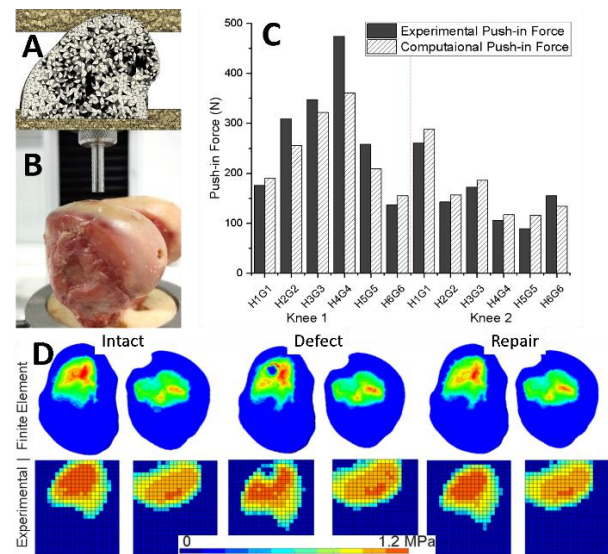 A
B
C
Experimental Push-in Force
Computaional Push-in Force
Push-in Force (N)
500
400
300
200
100
0
H1G1 H2G2 H3G3 H4G4 H5G5 H6G6 H1G1 H2G2 H3G3 H4G4 H5G5 H6G6
Knee 1 Knee 2
D
Intact Defect Repair
Experimental | Finite Element
0 1.2 MPa